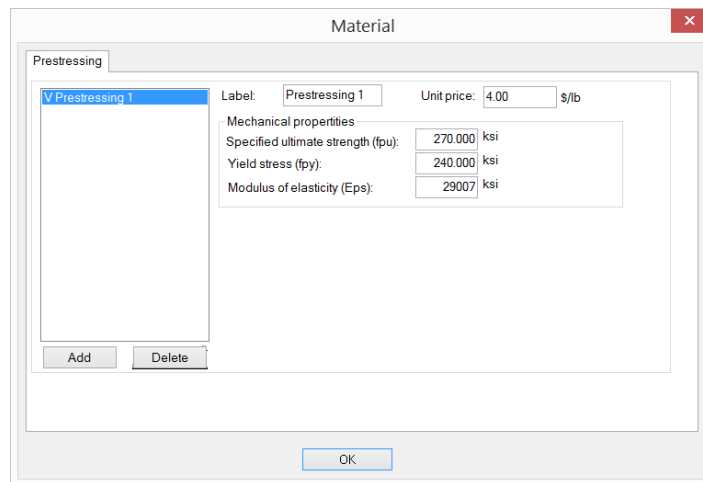 Material
Prestressing
V Prestressing 1
Label: Prestressing 1 Unit price: 4.00 $/lb
Mechanical propertities
Specified ultimate strength (fpu): 270.000 ksi
Yield stress (fpy): 240.000 ksi
Modulus of elasticity (Eps): 29007 ksi
Add Delete
OK